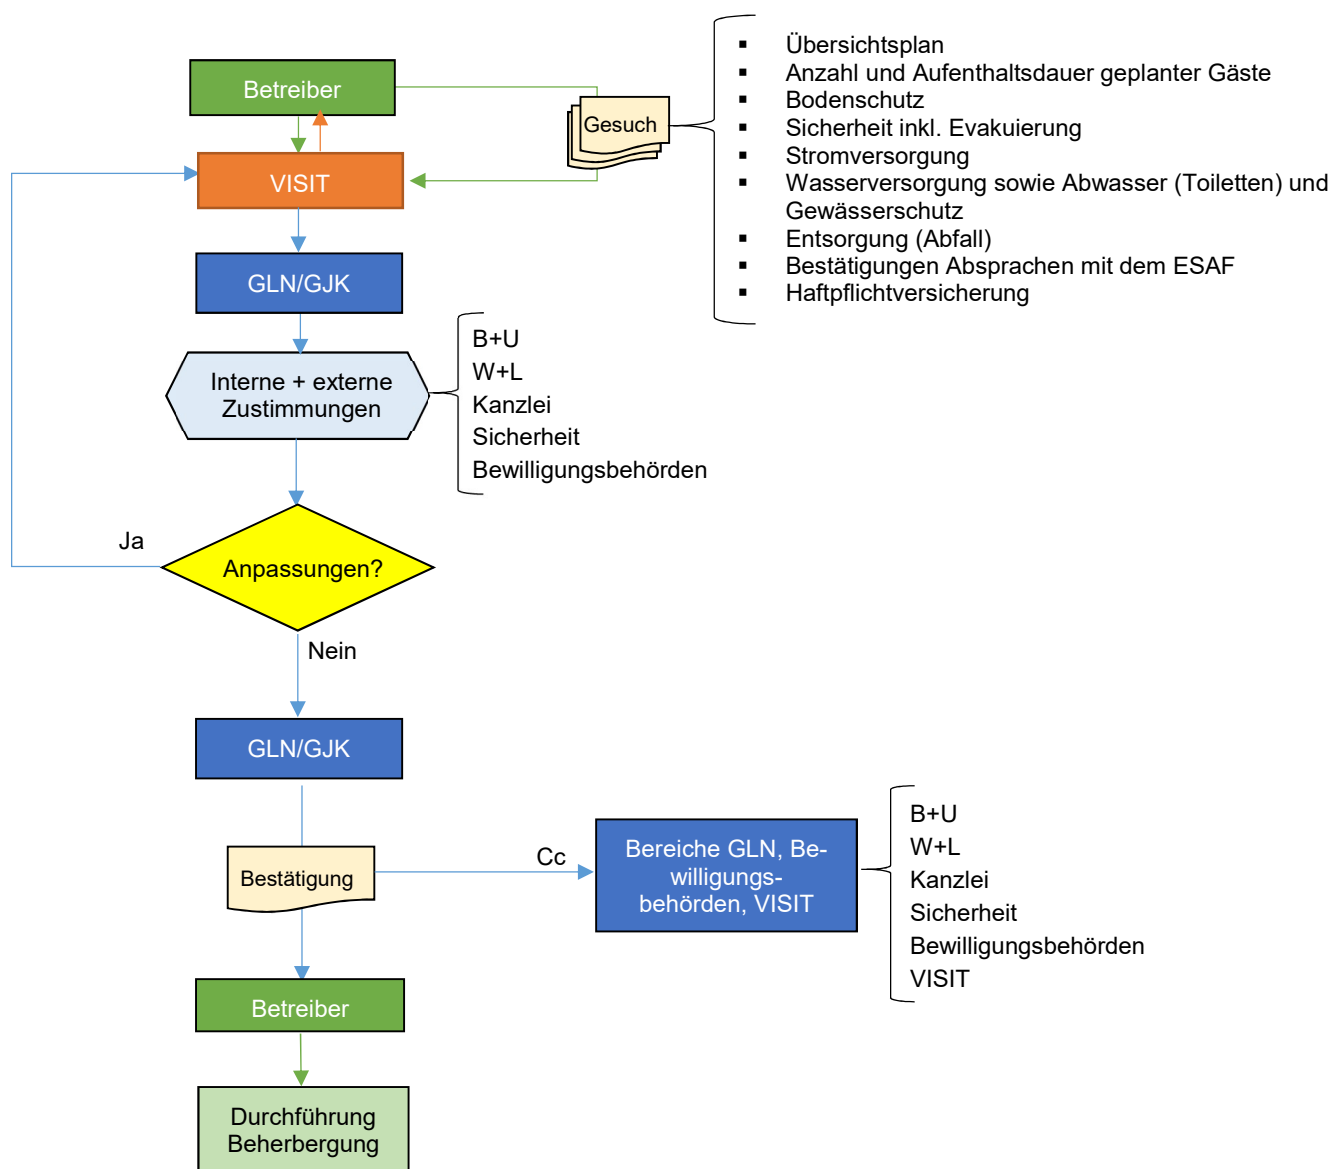 Betreiber
Gesuch
▪ Übersichtsplan
▪ Anzahl und Aufenthaltsdauer geplanter Gäste
▪ Bodenschutz
▪ Sicherheit inkl. Evakuierung
▪ Stromversorgung
▪ Wasserversorgung sowie Abwasser (Toiletten) und
Gewässerschutz
▪ Entsorgung (Abfall)
▪ Bestätigungen Absprachen mit dem ESAF
▪ Haftpflichtversicherung
VISIT
GLN/GJK
Interne + externe
Zustimmungen
B+U
W+L
Kanzlei
Sicherheit
Bewilligungsbehörden
Ja
Anpassungen?
Nein
GLN/GJK
Bestätigung
Cc
Bereiche GLN, Be-
willigungs-
behörden, VISIT
B+U
W+L
Kanzlei
Sicherheit
Bewilligungsbehörden
VISIT
Betreiber
Durchführung
Beherbergung